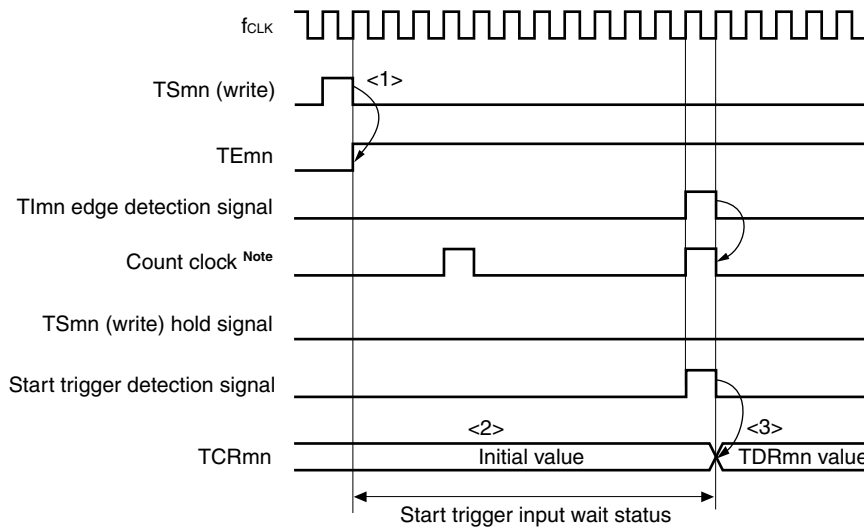 fCLK
TSmn (write)
<1>
TEmn
TImn edge detection signal
Count clock Note
TSmn (write) hold signal
Start trigger detection signal
<2>
<3>
TCRmn
Initial value
TDRmn value
Start trigger input wait status